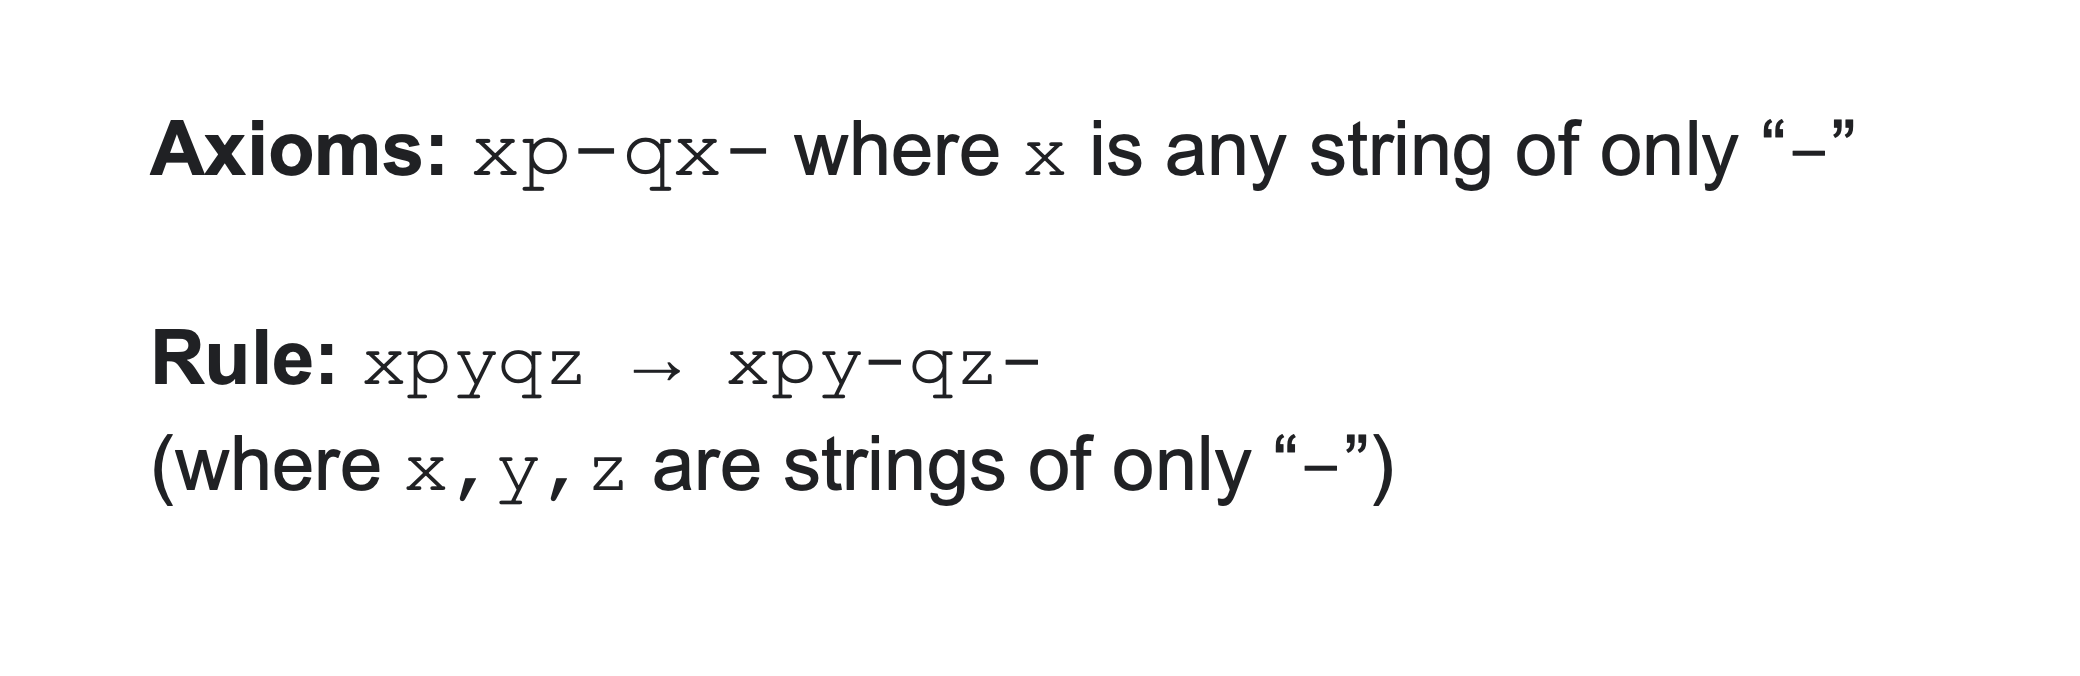 Axioms: xp-qx- where x is any string of only “-”
Rule: xpyqz → xpy-qz-
(where x,y,z are strings of only “-”)